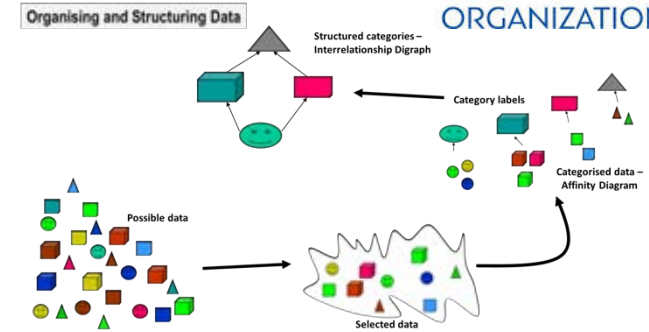 Organising and Structuring Data
ORGANIZATIO
Structured categories –
Interrelationship Digraph
Category labels
Categorised data –
Affinity Diagram
Possible data
Selected data